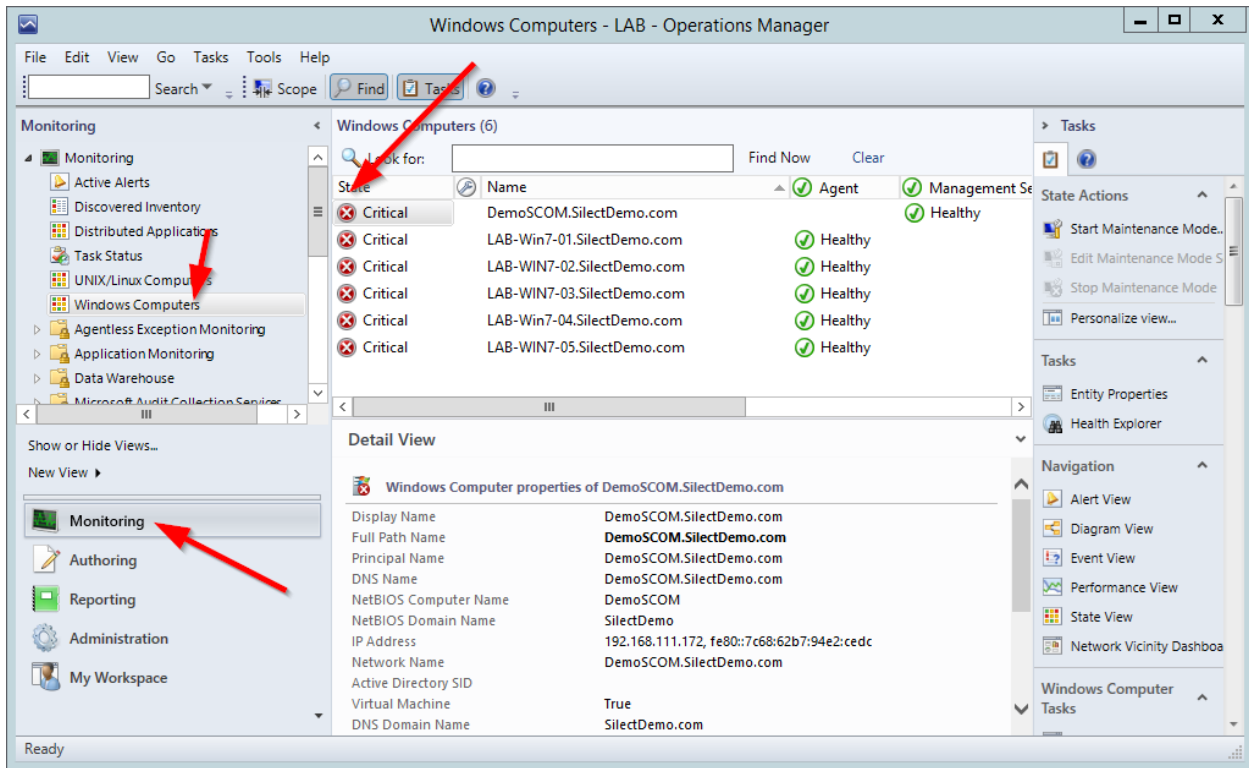 Windows Computers - LAB - Operations Manager
File Edit View Go Tasks Tools Help
Search Scope Find Tasks
Monitoring
Monitoring
Active Alerts
Discovered Inventory
Distributed Applications
Task Status
UNIX/Linux Computers
Windows Computers
Agentless Exception Monitoring
Application Monitoring
Data Warehouse
Microsoft Audit Collection Services
Show or Hide Views...
New View
Monitoring
Authoring
Reporting
Administration
My Workspace
Windows Computers (6)
Look for: Find Now Clear
State Name Agent Management Se
Critical DemoSCOM.SilectDemo.com Healthy
Critical LAB-Win7-01.SilectDemo.com Healthy
Critical LAB-WIN7-02.SilectDemo.com Healthy
Critical LAB-WIN7-03.SilectDemo.com Healthy
Critical LAB-Win7-04.SilectDemo.com Healthy
Critical LAB-WIN7-05.SilectDemo.com Healthy
Detail View
Windows Computer properties of DemoSCOM.SilectDemo.com
Display Name DemoSCOM.SilectDemo.com
Full Path Name DemoSCOM.SilectDemo.com
Principal Name DemoSCOM.SilectDemo.com
DNS Name DemoSCOM.SilectDemo.com
NetBIOS Computer Name DemoSCOM
NetBIOS Domain Name SilectDemo
IP Address 192.168.111.172, fe80::7c68:62b7:94e2:cedc
Network Name DemoSCOM.SilectDemo.com
Active Directory SID
Virtual Machine True
DNS Domain Name SilectDemo.com
Tasks
State Actions
Start Maintenance Mode..
Edit Maintenance Mode S
Stop Maintenance Mode
Personalize view...
Tasks
Entity Properties
Health Explorer
Navigation
Alert View
Diagram View
Event View
Performance View
State View
Network Vicinity Dashboa
Windows Computer
Tasks
Ready